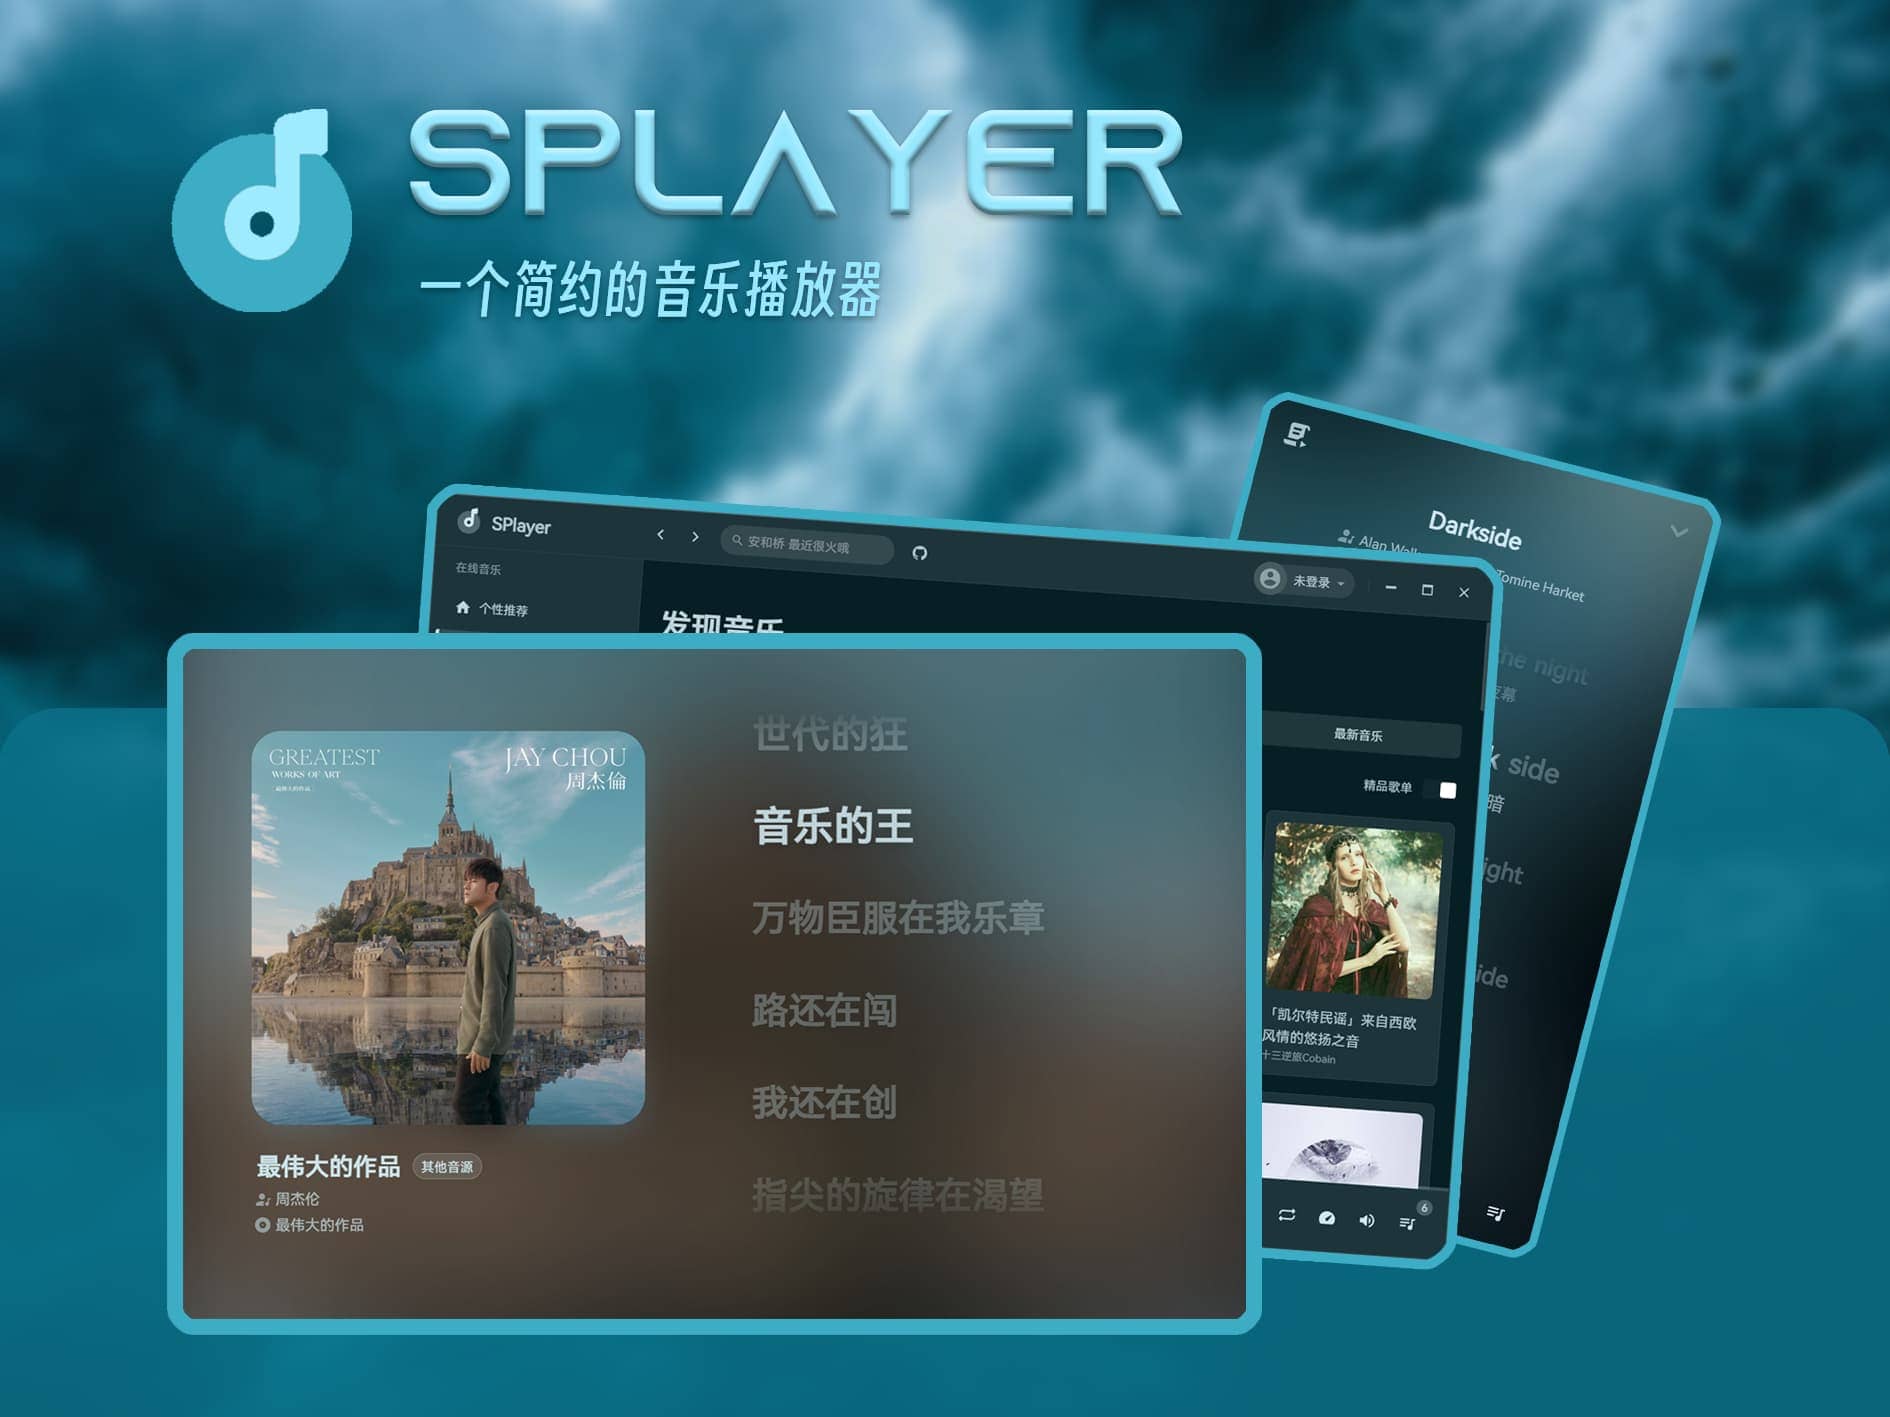 SPLAYER
一个简约的音乐播放器
Darkside
Tomine Harket
the night
side
暗
SPlayer
安和桥 最近很火哦
未登录
在线音乐
个性推荐
发现音乐
最新音乐
精品歌单
「凯尔特民谣」来自西欧
风情的悠扬之音
十三逆旅Cobain
6
GREATEST
WORKS OF ART
最伟大的作品
JAY CHOU
周杰倫
世代的狂
音乐的王
万物臣服在我乐章
路还在闯
我还在创
指尖的旋律在渴望
最伟大的作品 其他音源
周杰伦
最伟大的作品